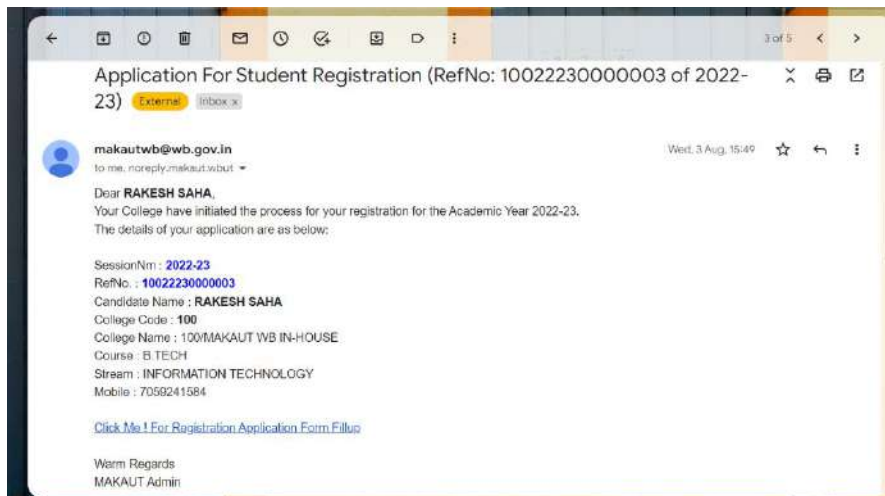 3 of 5
Application For Student Registration (RefNo: 10022230000003 of 2022-
23) External Inbox x
makautwb@wb.gov.in Wed, 3 Aug, 15:49
to me, noreply.makaut.wbut
Dear RAKESH SAHA,
Your College have initiated the process for your registration for the Academic Year 2022-23.
The details of your application are as below:
SessionNm : 2022-23
RefNo. : 10022230000003
Candidate Name : RAKESH SAHA
College Code : 100
College Name : 100/MAKAUT WB IN-HOUSE
Course : B.TECH
Stream : INFORMATION TECHNOLOGY
Mobile : 7059241584
Click Me ! For Registration Application Form Fillup
Warm Regards
MAKAUT Admin